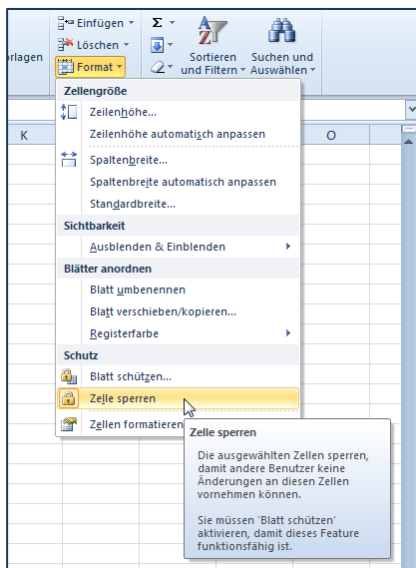 Einfügen
Löschen
Format
Σ
Sortieren
und Filtern
Suchen und
Auswählen
rlagen
Zellengröße
Zeilenhöhe...
Zeilenhöhe automatisch anpassen
Spaltenbreite...
Spaltenbreite automatisch anpassen
Standardbreite...
Sichtbarkeit
Ausblenden & Einblenden
Blätter anordnen
Blatt umbenennen
Blatt verschieben/kopieren...
Registerfarbe
Schutz
Blatt schützen...
Zelle sperren
Zellen formatieren
K
O
Zelle sperren
Die ausgewählten Zellen sperren,
damit andere Benutzer keine
Änderungen an diesen Zellen
vornehmen können.
Sie müssen 'Blatt schützen'
aktivieren, damit dieses Feature
funktionsfähig ist.